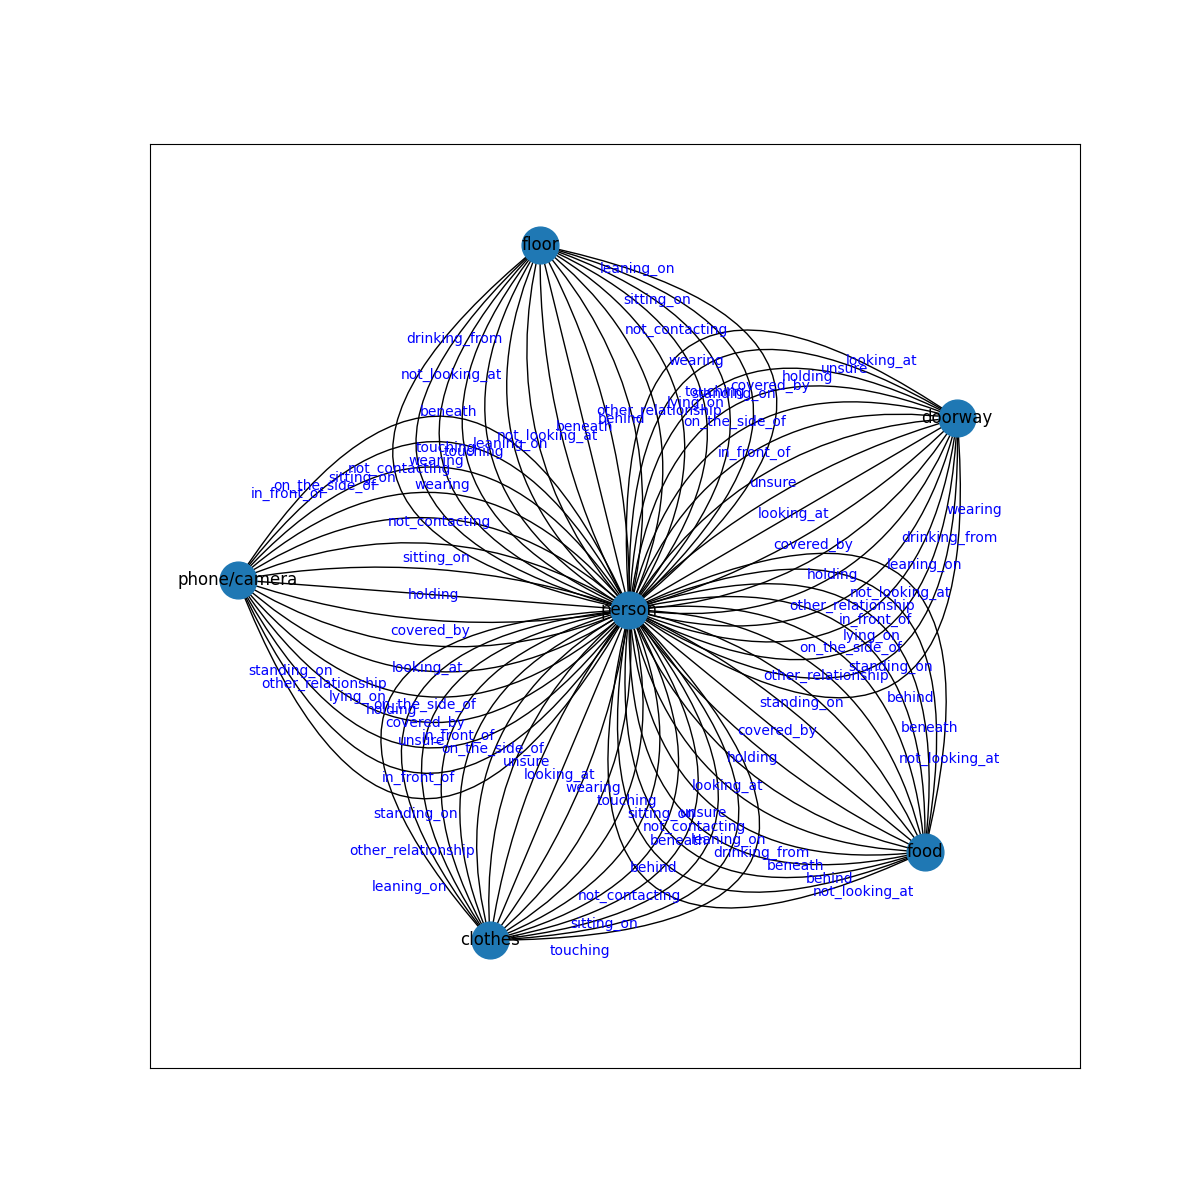 floor
leaning_on
sitting_on
not_contacting
drinking_from
wearing
looking_at
unsure
holding
not_looking_at
covered_by
touching
standing_on
lying_on
beneath
other_relationship
behind
doorway
on_the_side_of
beneath
not_looking_at
leaning_on
touching
touching
in_front_of
wearing
not_contacting
sitting_on
unsure
wearing
on_the_side_of
in_front_of
wearing
looking_at
not_contacting
drinking_from
covered_by
sitting_on
leaning_on
holding
phone/camera
not_looking_at
holding
other_relationship
person
in_front_of
covered_by
lying_on
on_the_side_of
looking_at
standing_on
standing_on
other_relationship
other_relationship
lying_on
behind
on_the_side_of
standing_on
holding
covered_by
beneath
covered_by
in_front_of
unsure
on_the_side_of
holding
not_looking_at
unsure
looking_at
in_front_of
wearing
looking_at
touching
standing_on
sitting_on
unsure
not_contacting
beneath
leaning_on
other_relationship
drinking_from
food
behind
beneath
behind
leaning_on
not_looking_at
not_contacting
sitting_on
clothes
touching